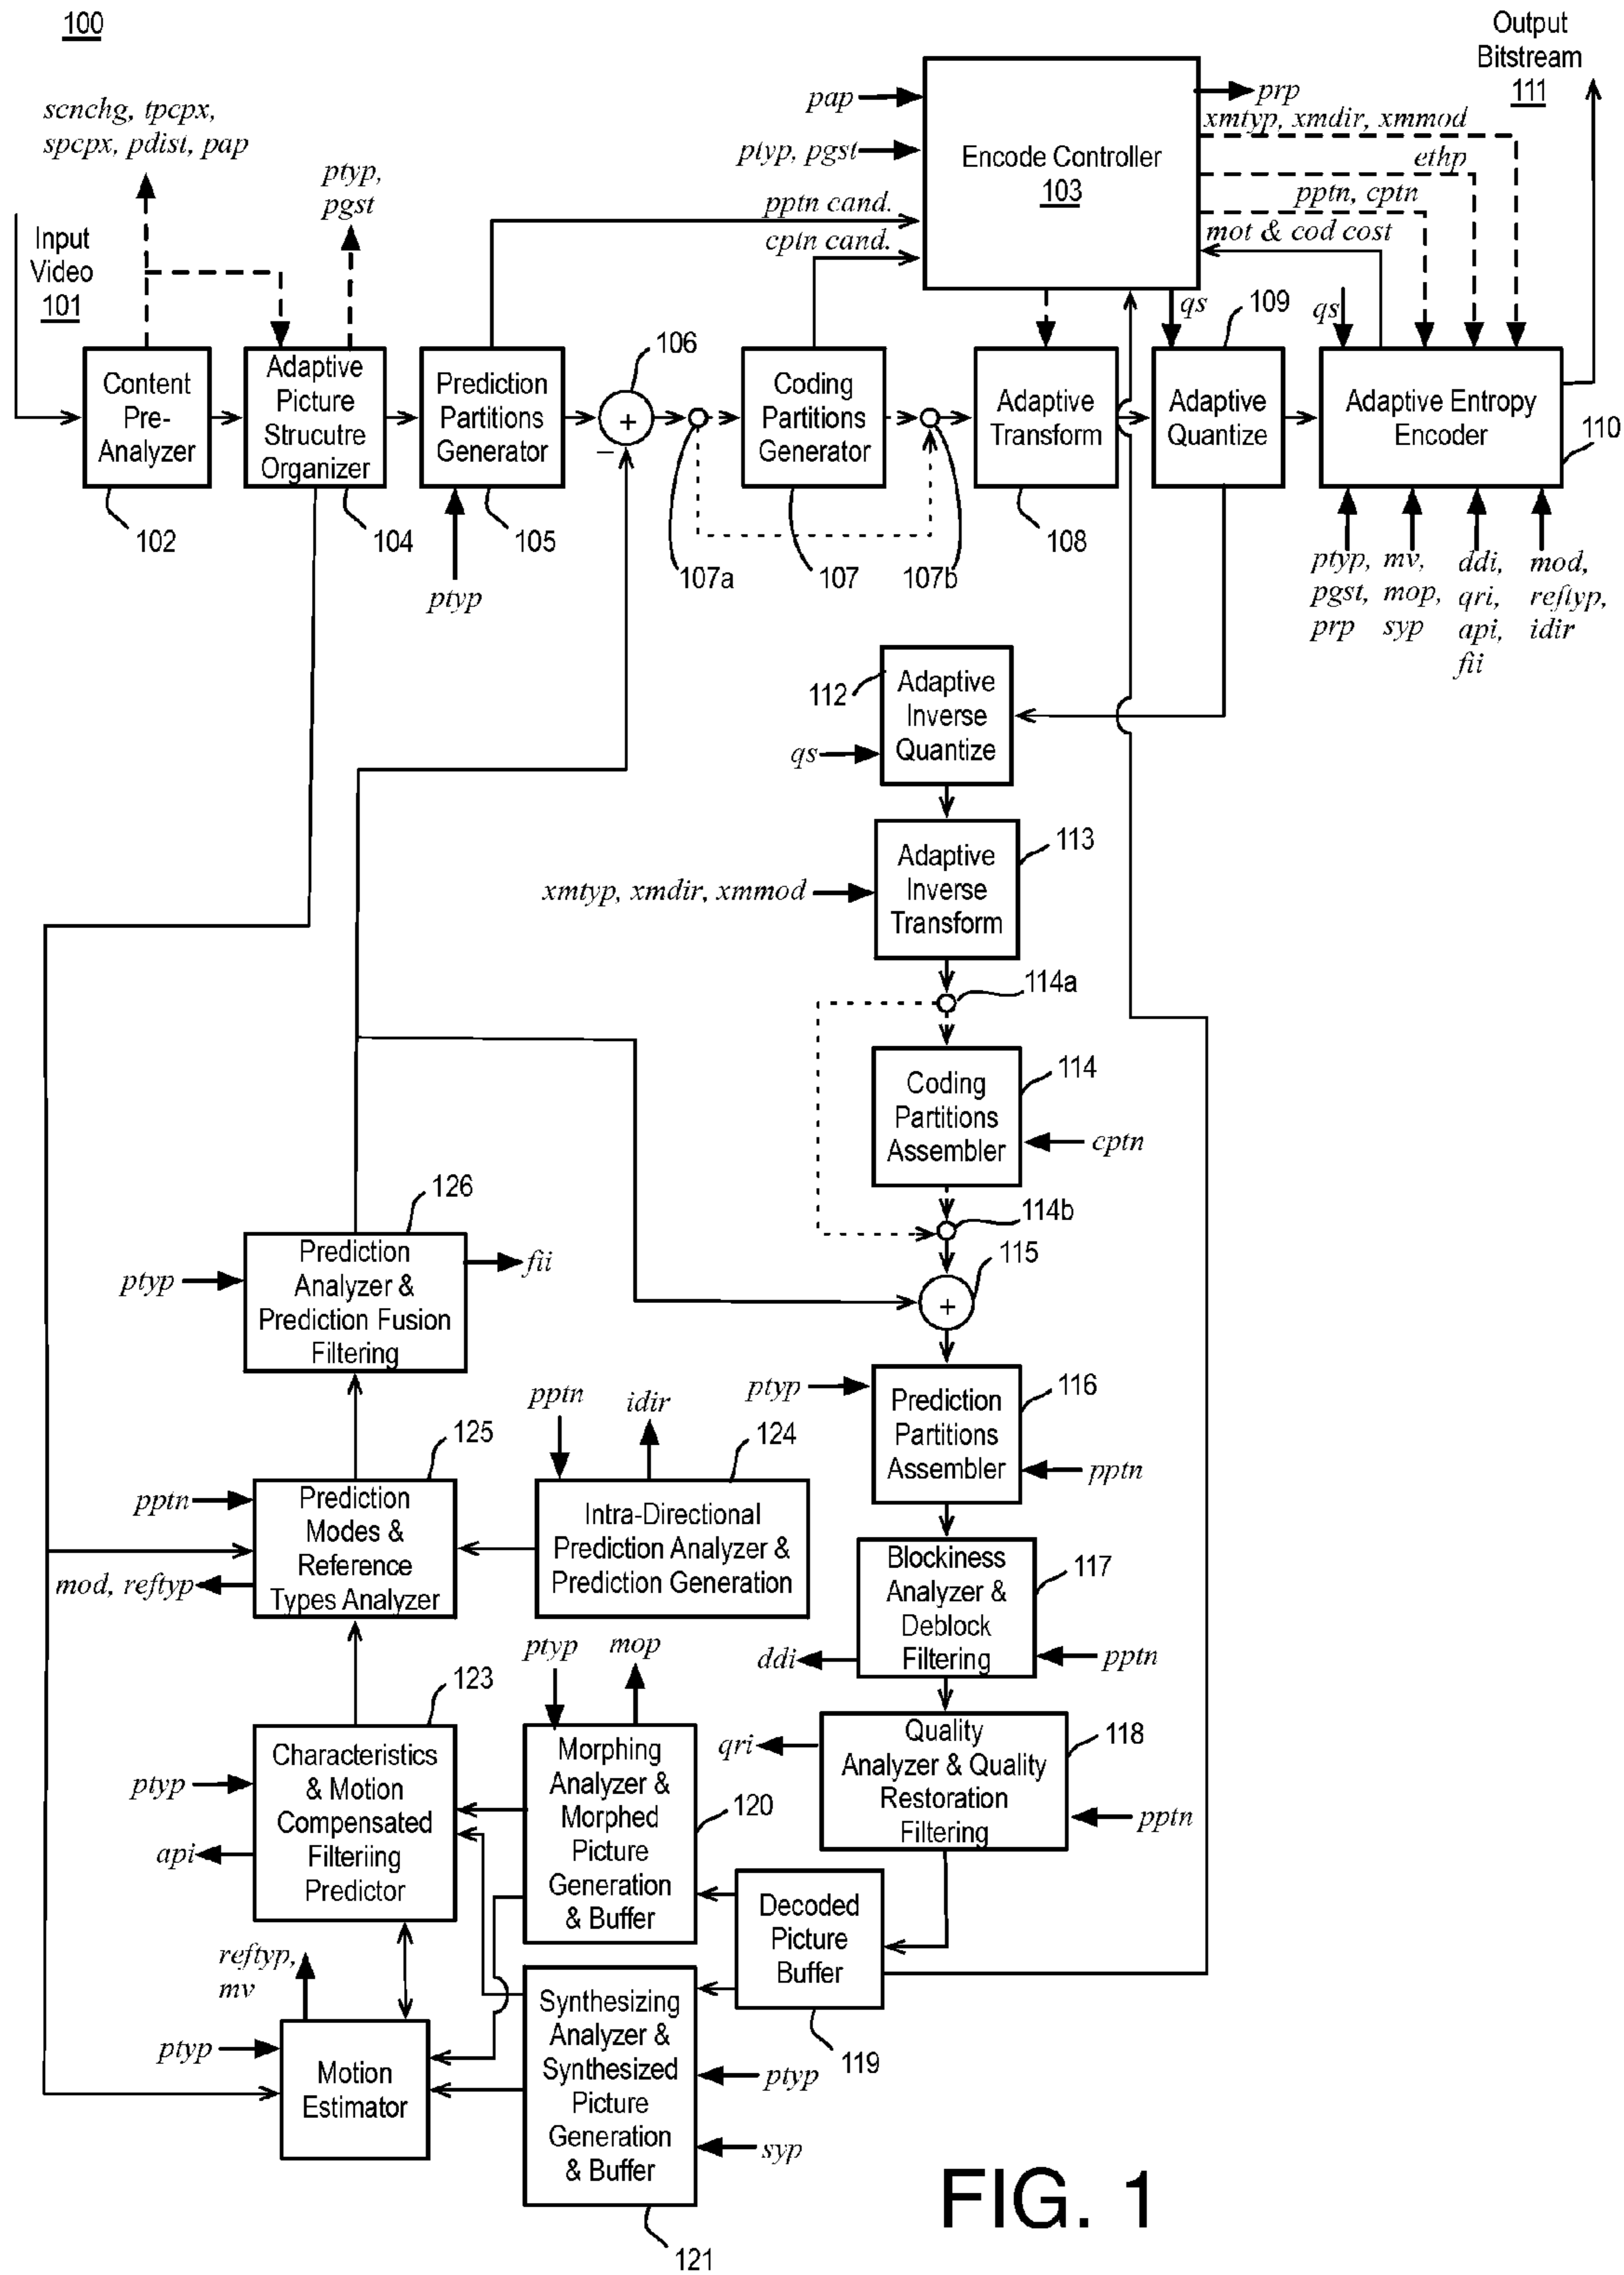 100
Output
Bitstream
111
scnchg, tpcpx,
spcpx, pdist, pap
ptyp,
pgst
Input
Video
101
pap
ptyp, pgst
pptn cand.
cptn cand.
Encode Controller
103
prp
xmtyp, xmdir, xmmod
ethp
pptn, cptn
mot & cod cost
qs
109
qs
106
Content
Pre-
Analyzer
102
Adaptive
Picture
Strucutre
Organizer
104
Prediction
Partitions
Generator
105
ptyp
+
−
107a
Coding
Partitions
Generator
107
107b
Adaptive
Transform
108
Adaptive
Quantize
Adaptive Entropy
Encoder
110
ptyp,
pgst,
prp
mv,
mop,
syp
ddi,
qri,
api,
fii
mod,
reftyp,
idir
112
Adaptive
Inverse
Quantize
qs
113
Adaptive
Inverse
Transform
xmtyp, xmdir, xmmod
114a
114
Coding
Partitions
Assembler
cptn
114b
115
+
126
Prediction
Analyzer &
Prediction Fusion
Filtering
ptyp
fii
ptyp
116
Prediction
Partitions
Assembler
pptn
125
pptn
Prediction
Modes &
Reference
Types Analyzer
mod, reftyp
pptn
idir
124
Intra-Directional
Prediction Analyzer &
Prediction Generation
117
Blockiness
Analyzer &
Deblock
Filtering
ddi
pptn
123
Characteristics
& Motion
Compensated
Filteriing
Predictor
ptyp
api
ptyp
mop
Morphing
Analyzer &
Morphed
Picture
Generation
& Buffer
120
118
Quality
Analyzer & Quality
Restoration
Filtering
qri
pptn
Decoded
Picture
Buffer
119
reftyp,
mv
ptyp
Motion
Estimator
Synthesizing
Analyzer &
Synthesized
Picture
Generation
& Buffer
ptyp
syp
121
FIG. 1